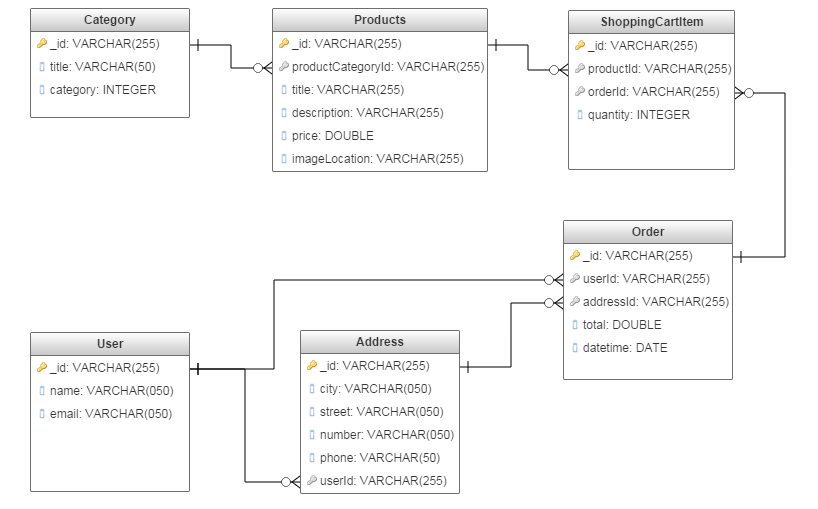 Category
_id: VARCHAR(255)
title: VARCHAR(50)
category: INTEGER
Products
_id: VARCHAR(255)
productCategoryId: VARCHAR(255)
title: VARCHAR(255)
description: VARCHAR(255)
price: DOUBLE
imageLocation: VARCHAR(255)
ShoppingCartItem
_id: VARCHAR(255)
productId: VARCHAR(255)
orderId: VARCHAR(255)
quantity: INTEGER
Order
_id: VARCHAR(255)
userId: VARCHAR(255)
addressId: VARCHAR(255)
total: DOUBLE
datetime: DATE
User
_id: VARCHAR(255)
name: VARCHAR(050)
email: VARCHAR(050)
Address
_id: VARCHAR(255)
city: VARCHAR(050)
street: VARCHAR(050)
number: VARCHAR(050)
phone: VARCHAR(50)
userId: VARCHAR(255)